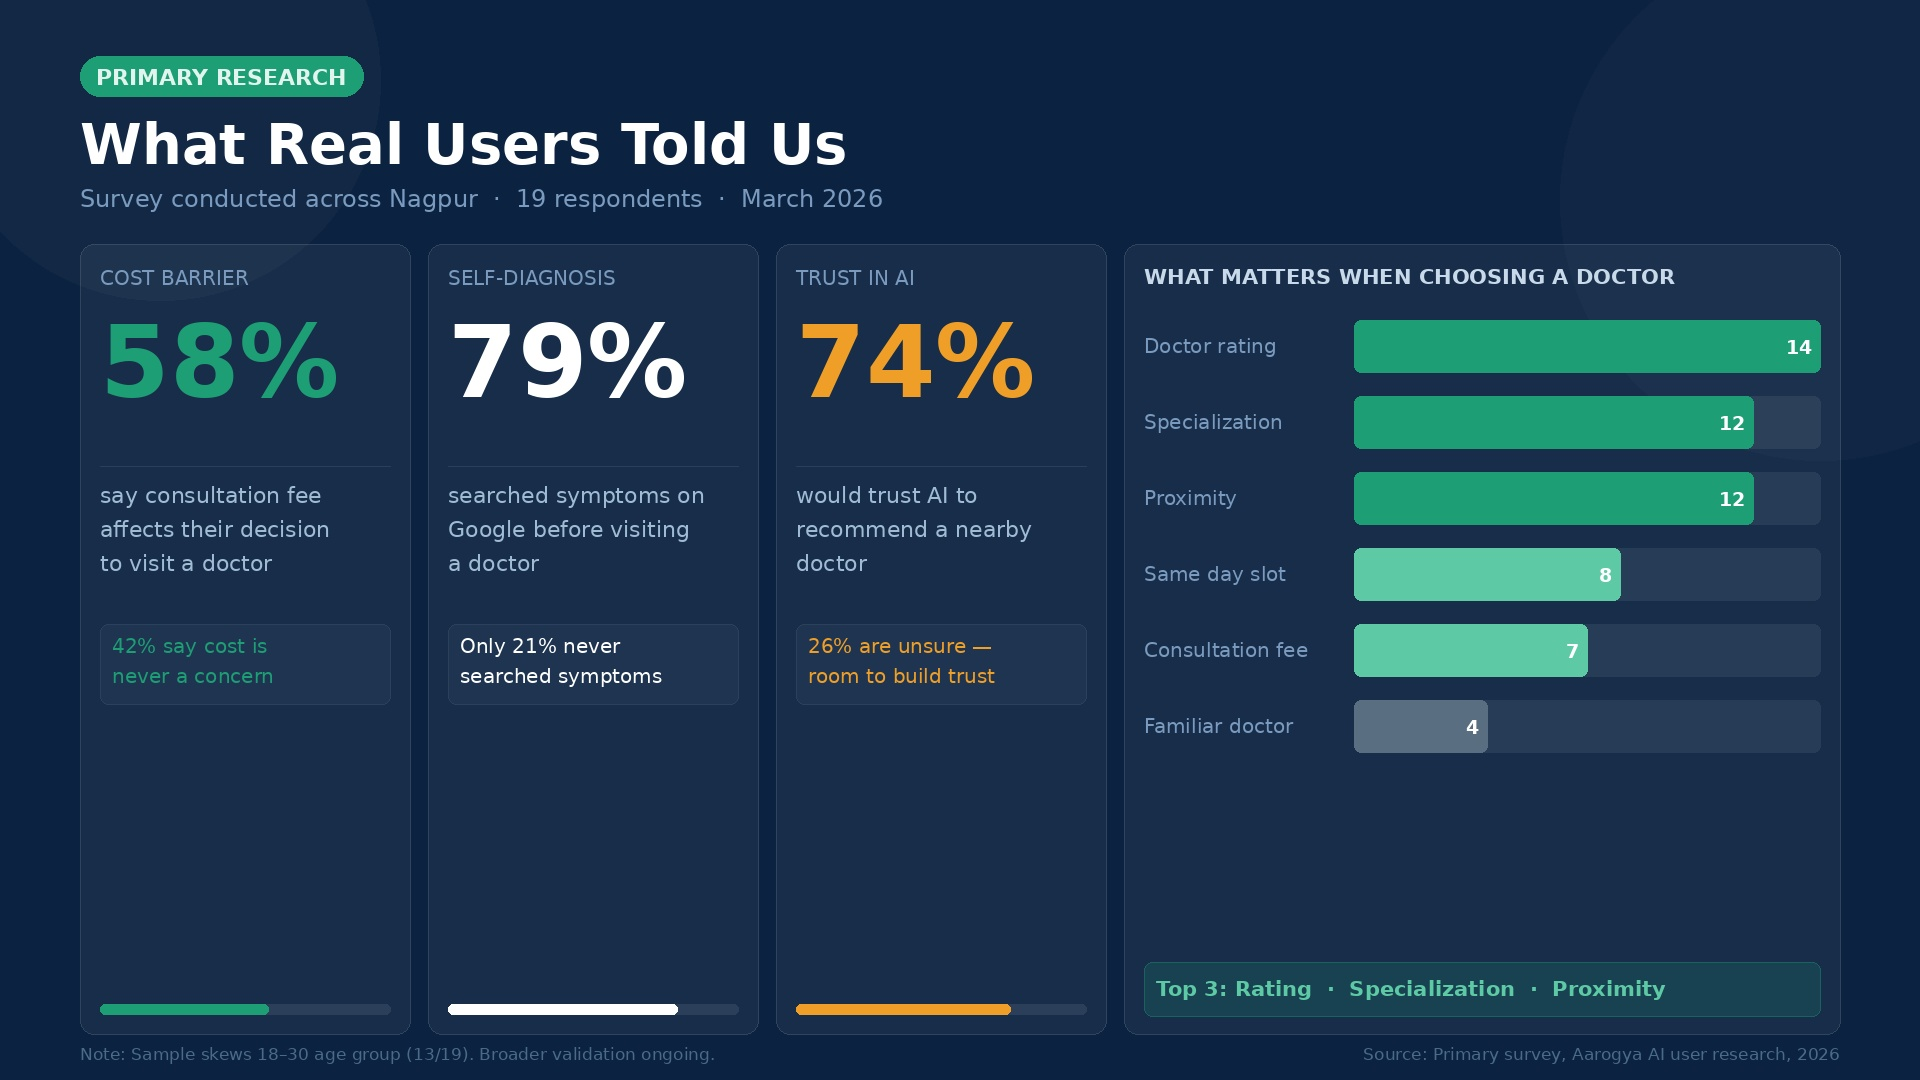 PRIMARY RESEARCH
What Real Users Told Us
Survey conducted across Nagpur · 19 respondents · March 2026
COST BARRIER
58%
say consultation fee
affects their decision
to visit a doctor
42% say cost is
never a concern
SELF-DIAGNOSIS
79%
searched symptoms on
Google before visiting
a doctor
Only 21% never
searched symptoms
TRUST IN AI
74%
would trust AI to
recommend a nearby
doctor
26% are unsure —
room to build trust
WHAT MATTERS WHEN CHOOSING A DOCTOR
Doctor rating 14
Specialization 12
Proximity 12
Same day slot 8
Consultation fee 7
Familiar doctor 4
Top 3: Rating · Specialization · Proximity
Note: Sample skews 18–30 age group (13/19). Broader validation ongoing.
Source: Primary survey, Aarogya AI user research, 2026